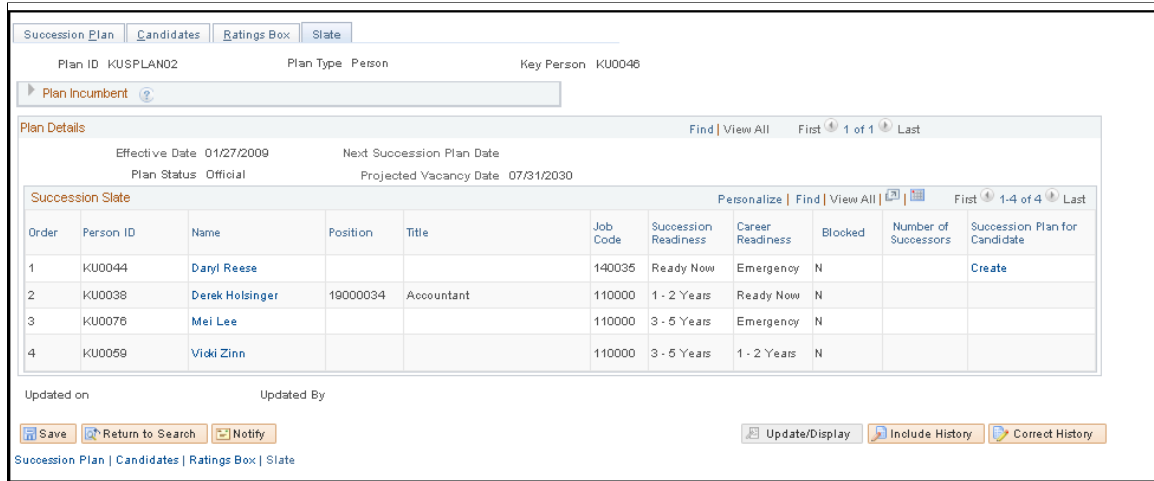 Succession Plan Candidates Ratings Box Slate
Plan ID KUSPLAN02 Plan Type Person Key Person KU0046
Plan Incumbent ?
Plan Details Find | View All First 1 of 1 Last
Effective Date 01/27/2009 Next Succession Plan Date
Plan Status Official Projected Vacancy Date 07/31/2030
Succession Slate Personalize | Find | View All | | First 1-4 of 4 Last
Order Person ID Name Position Title Job Code Succession Readiness Career Readiness Blocked Number of Successors Succession Plan for Candidate
1 KU0044 Daryl Reese 140035 Ready Now Emergency N Create
2 KU0038 Derek Holsinger 19000034 Accountant 110000 1 - 2 Years Ready Now N
3 KU0076 Mei Lee 110000 3 - 5 Years Emergency N
4 KU0059 Vicki Zinn 110000 3 - 5 Years 1 - 2 Years N
Updated on Updated By
Save Return to Search Notify Update/Display Include History Correct History
Succession Plan | Candidates | Ratings Box | Slate